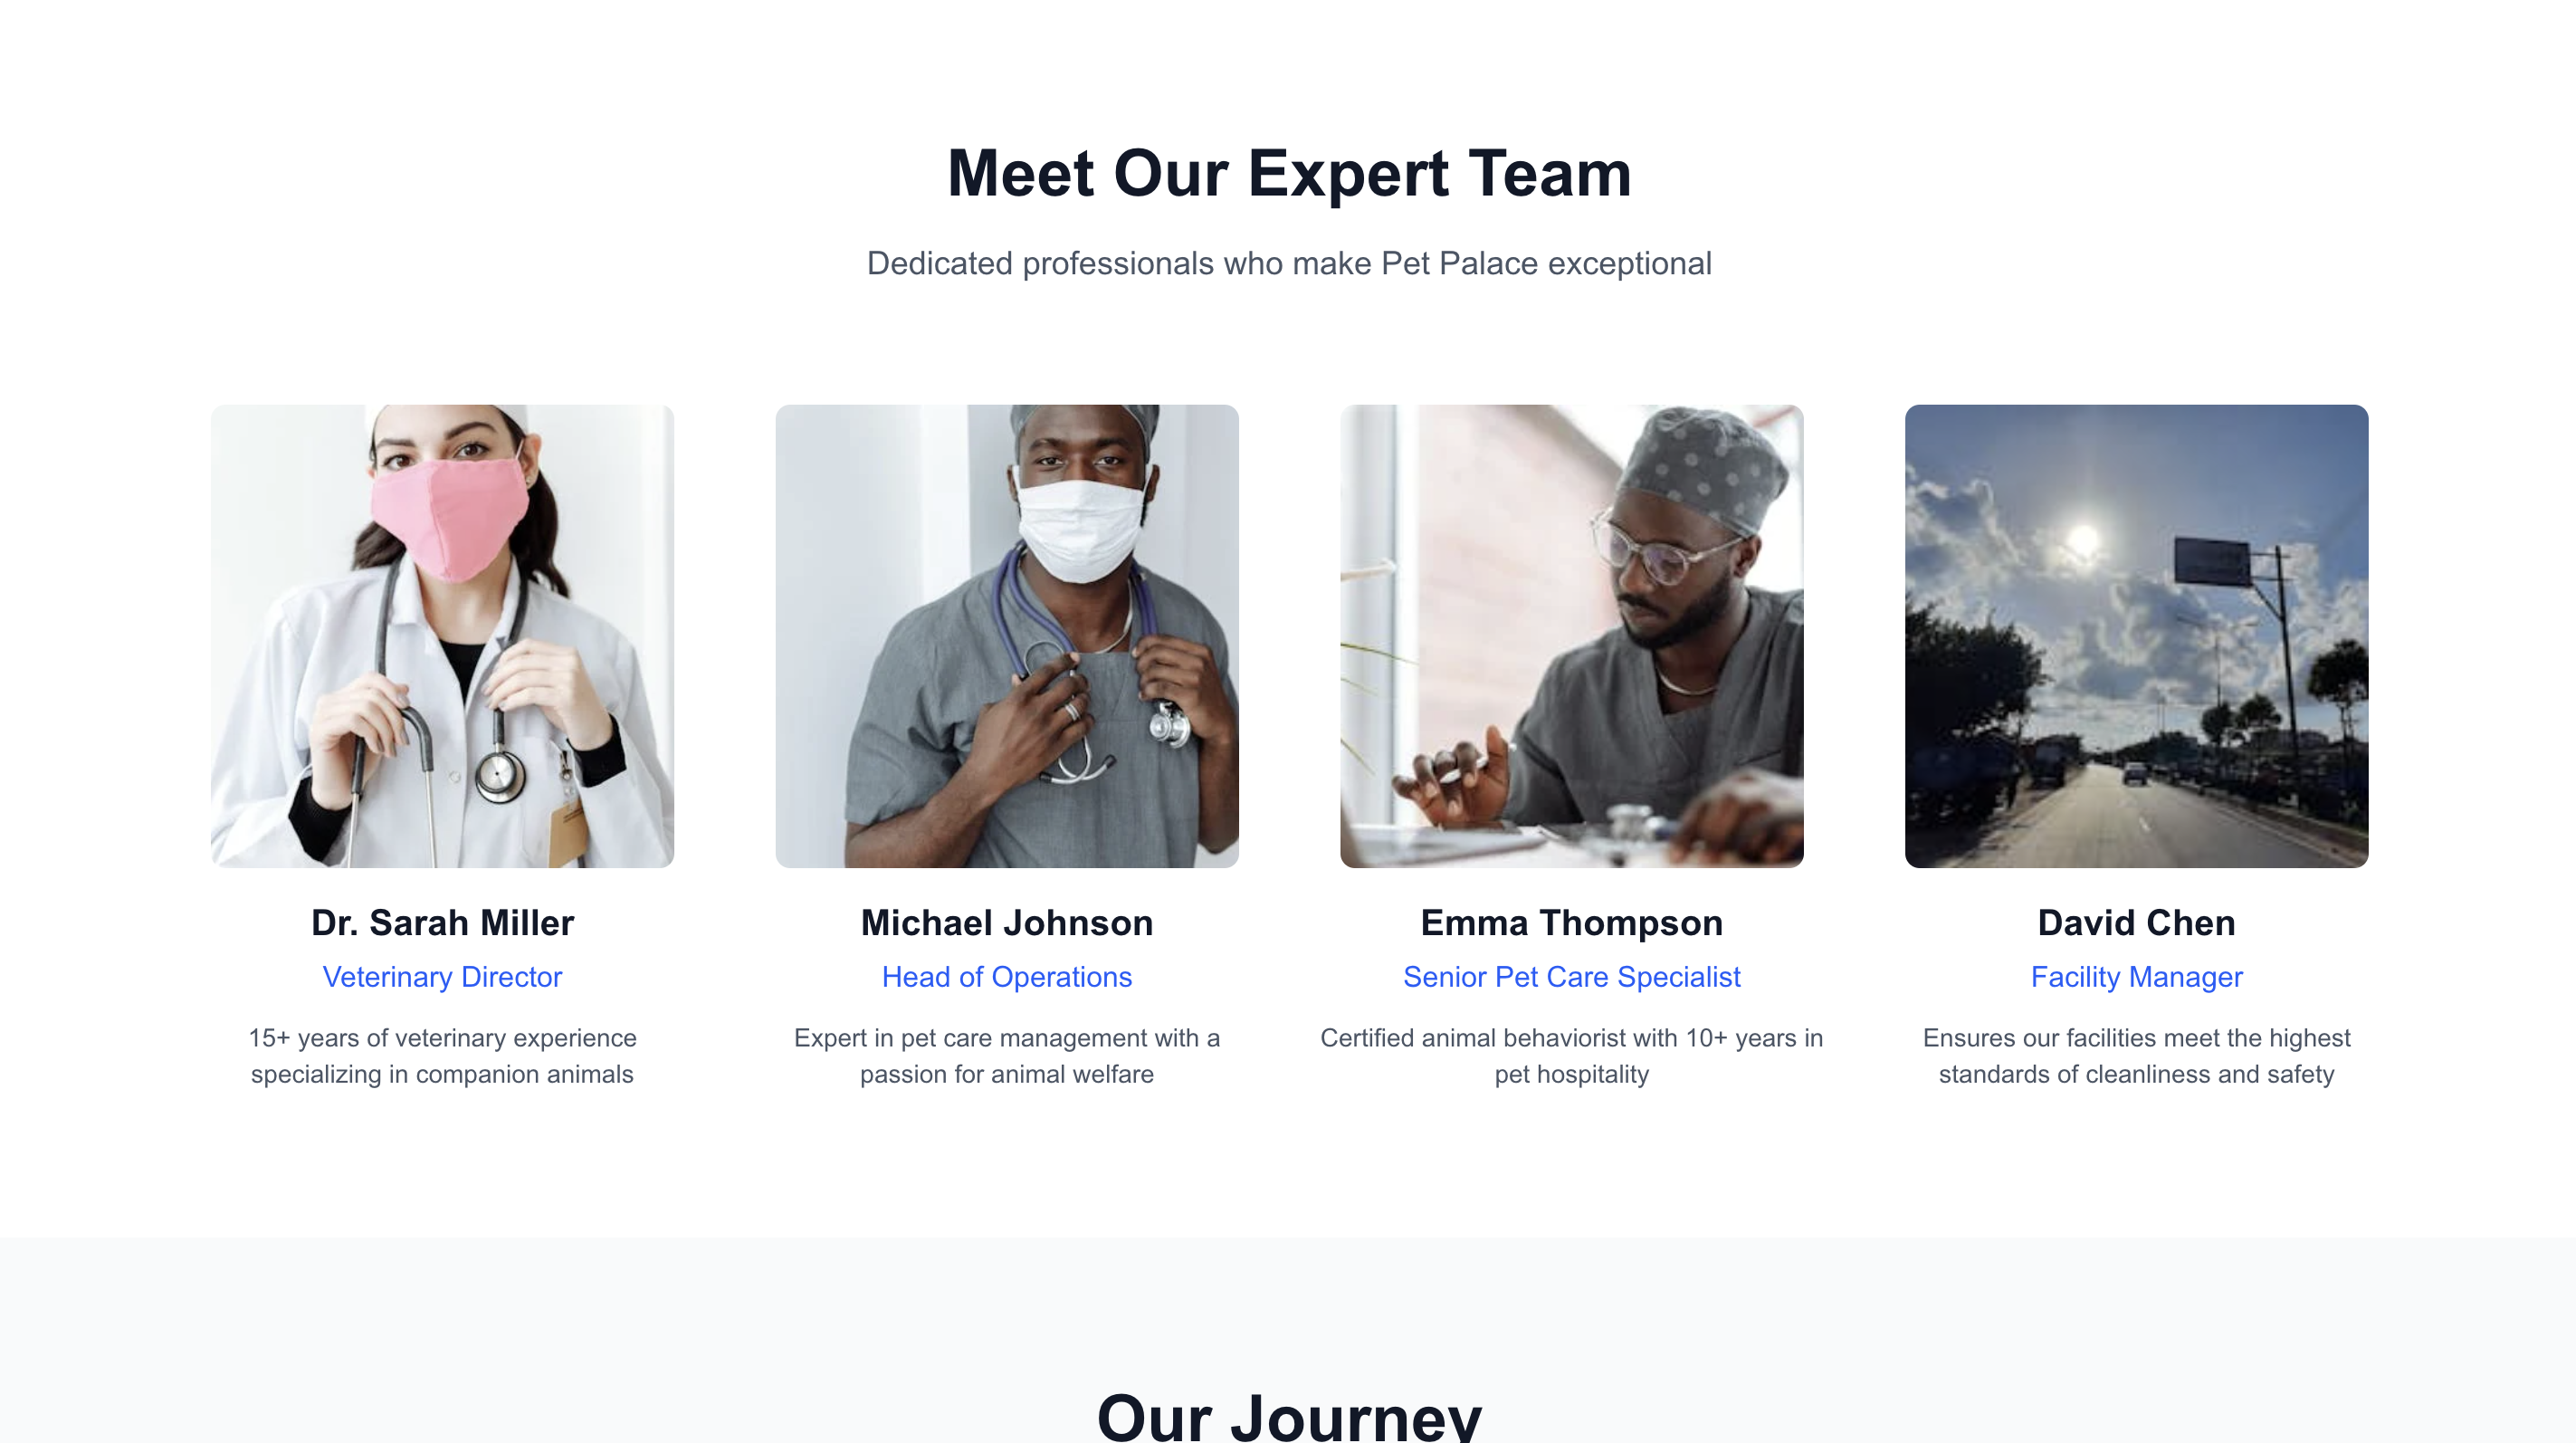 Meet Our Expert Team
Dedicated professionals who make Pet Palace exceptional
Dr. Sarah Miller
Veterinary Director
15+ years of veterinary experience
specializing in companion animals
Michael Johnson
Head of Operations
Expert in pet care management with a
passion for animal welfare
Emma Thompson
Senior Pet Care Specialist
Certified animal behaviorist with 10+ years in
pet hospitality
David Chen
Facility Manager
Ensures our facilities meet the highest
standards of cleanliness and safety
Our Journey